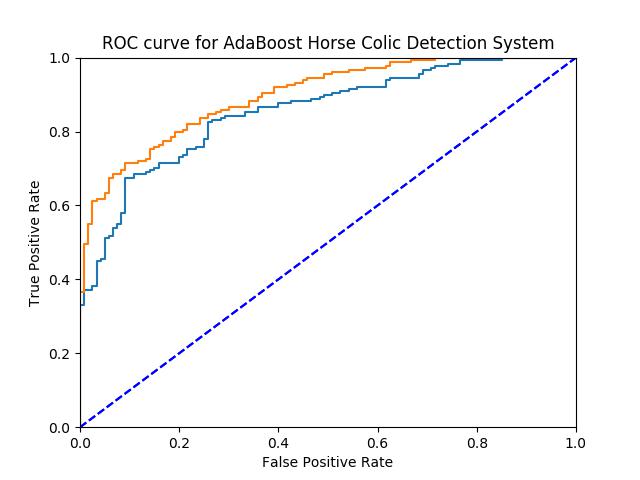 ROC curve for AdaBoost Horse Colic Detection System
True Positive Rate
1.0
0.8
0.6
0.4
0.2
0.0
0.0 0.2 0.4 0.6 0.8 1.0
False Positive Rate